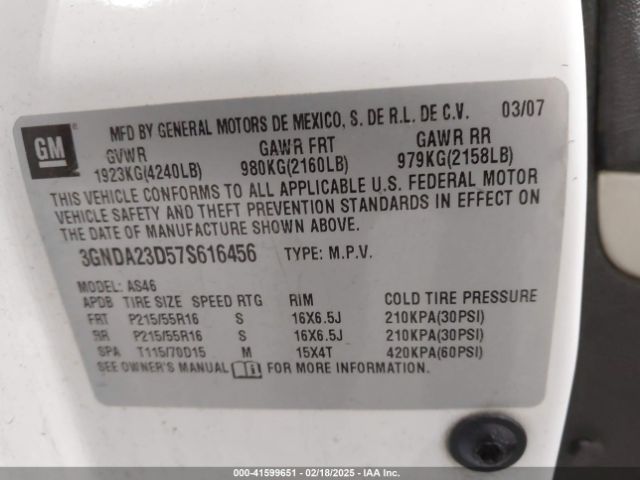 GM
MFD BY GENERAL MOTORS DE MEXICO, S. DE R.L. DE C.V. 03/07
GVWR GAWR FRT GAWR RR
1923KG(4240LB) 980KG(2160LB) 979KG(2158LB)
THIS VEHICLE CONFORMS TO ALL APPLICABLE U.S. FEDERAL MOTOR
VEHICLE SAFETY AND THEFT PREVENTION STANDARDS IN EFFECT ON
THE DATE OF MANUFACTURE SHOWN ABOVE.
3GNDA23D57S616456 TYPE: M.P.V.
MODEL: AS46
APDB TIRE SIZE SPEED RTG RIM COLD TIRE PRESSURE
FRT P215/55R16 S 16X6.5J 210KPA(30PSI)
RR P215/55R16 S 16X6.5J 210KPA(30PSI)
SPA T115/70D15 M 15X4T 420KPA(60PSI)
SEE OWNER'S MANUAL FOR MORE INFORMATION.
000-41599651 | 02/18/2025 - IAA Inc.